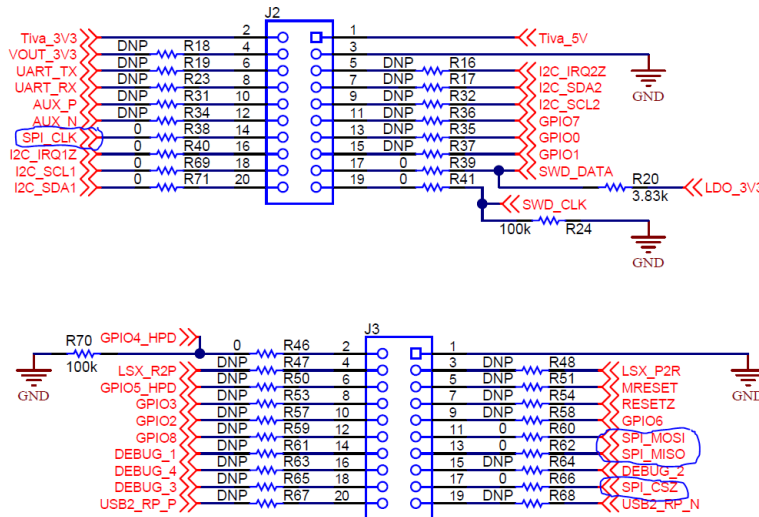 J2
Tiva_3V3 2 1 Tiva_5V
VOUT_3V3 DNP R18 4 3
UART_TX DNP R19 6 5 DNP R16 I2C_IRQ2Z
UART_RX DNP R23 8 7 DNP R17 I2C_SDA2
AUX_P DNP R31 10 9 DNP R32 I2C_SCL2
AUX_N DNP R34 12 11 DNP R36 GPIO7
SPI_CLK 0 R38 14 13 DNP R35 GPIO0
I2C_IRQ1Z 0 R40 16 15 DNP R37 GPIO1
I2C_SCL1 0 R69 18 17 0 R39 SWD_DATA
I2C_SDA1 0 R71 20 19 0 R41
GND
R20 LDO_3V3
3.83k
SWD_CLK
100k R24
GND
J3
GPIO4_HPD
R70 0 R46 2 1
100k
GND
LSX_R2P DNP R47 4 3 DNP R48 LSX_P2R
GPIO5_HPD DNP R50 6 5 DNP R51 MRESET
GPIO3 DNP R53 8 7 DNP R54 RESETZ
GND
GPIO2 DNP R57 10 9 DNP R58 GPIO6
GPIO8 DNP R59 12 11 0 R60 SPI_MOSI
DEBUG_1 DNP R61 14 13 0 R62 SPI_MISO
DEBUG_4 DNP R63 16 15 DNP R64 DEBUG_2
DEBUG_3 DNP R65 18 17 0 R66 SPI_CSZ
USB2_RP_P DNP R67 20 19 DNP R68 USB2_RP_N